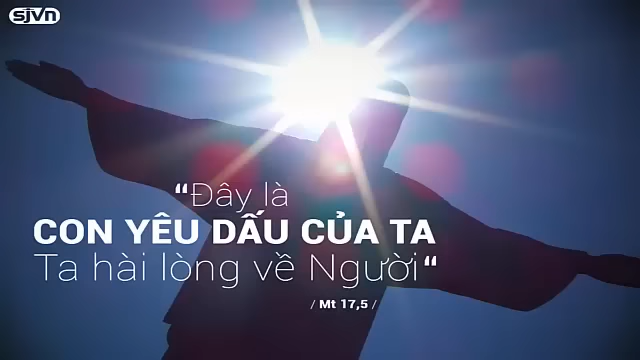 sjvn
“Đây là
CON YÊU DẤU CỦA TA
Ta hài lòng về Người“
/ Mt 17,5 /